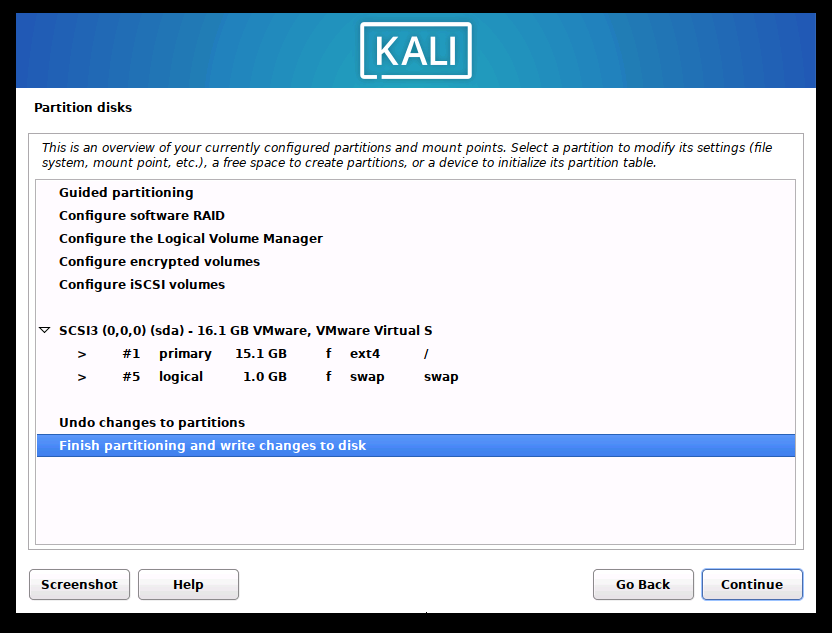 KALI
Partition disks
This is an overview of your currently configured partitions and mount points. Select a partition to modify its settings (file
system, mount point, etc.), a free space to create partitions, or a device to initialize its partition table.
Guided partitioning
Configure software RAID
Configure the Logical Volume Manager
Configure encrypted volumes
Configure iSCSI volumes
SCSI3 (0,0,0) (sda) - 16.1 GB VMware, VMware Virtual S
> #1 primary 15.1 GB f ext4 /
> #5 logical 1.0 GB f swap swap
Undo changes to partitions
Finish partitioning and write changes to disk
Screenshot Help Go Back Continue